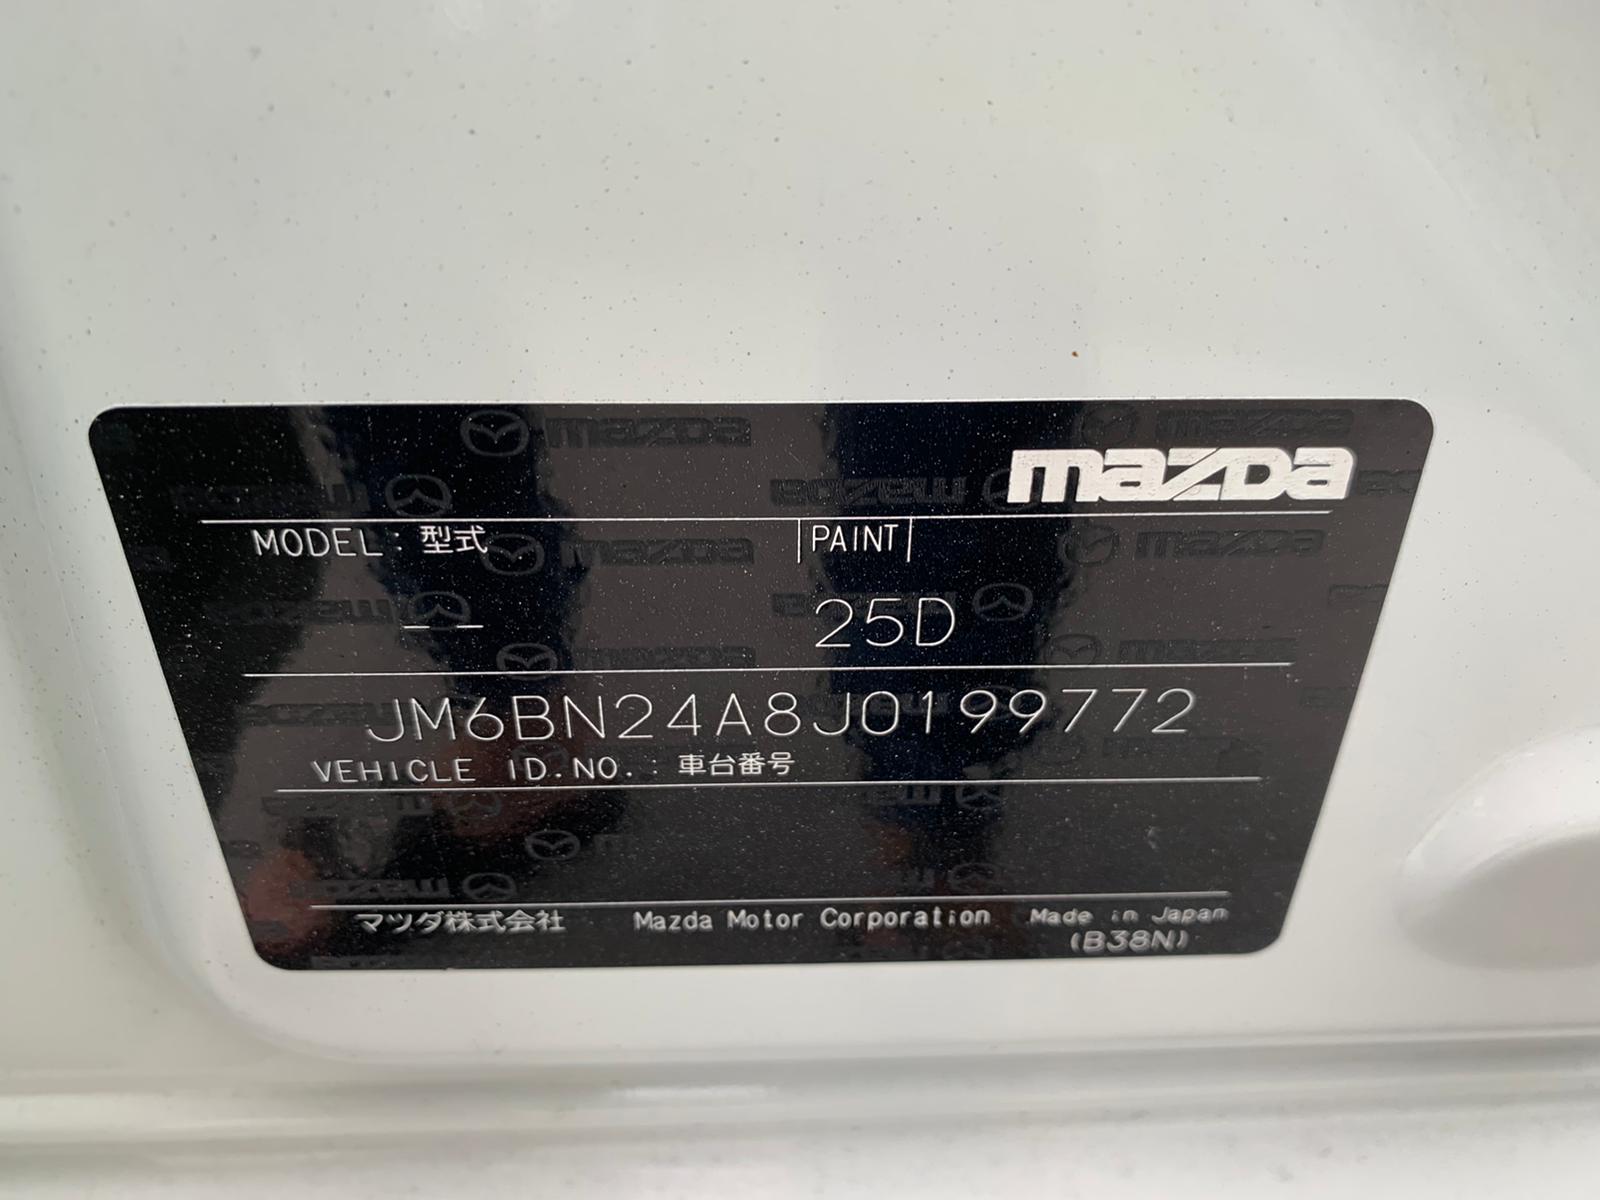 mazda
MODEL: 型式
PAINT
25D
JM6BN24A8J0199772
VEHICLE ID.NO.: 車台番号
マツダ株式会社 Mazda Motor Corporation Made in Japan
(B38N)